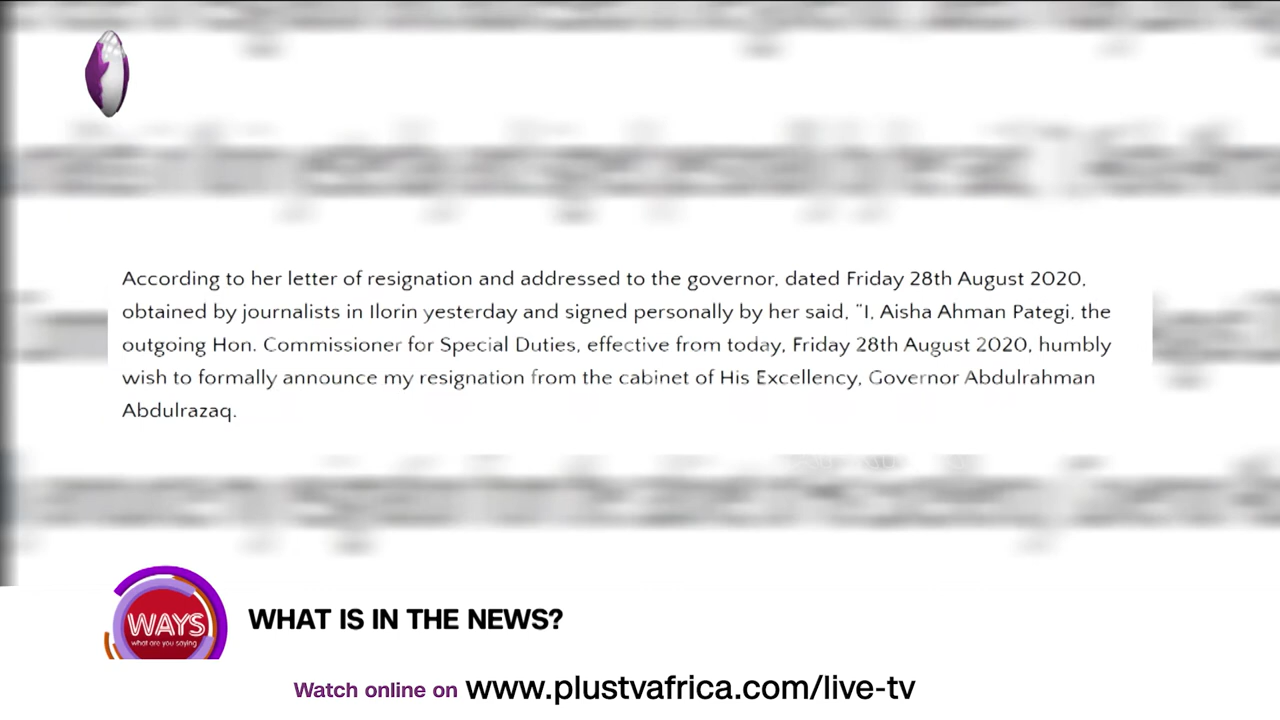 According to her letter of resignation and addressed to the governor, dated Friday 28th August 2020,
obtained by journalists in Ilorin yesterday and signed personally by her said, "I, Aisha Ahman Pategi, the
outgoing Hon. Commissioner for Special Duties, effective from today, Friday 28th August 2020, humbly
wish to formally announce my resignation from the cabinet of His Excellency, Governor Abdulrahman
Abdulrazaq.
WAYS
what are you saying
WHAT IS IN THE NEWS?
Watch online on www.plustvafrica.com/live-tv